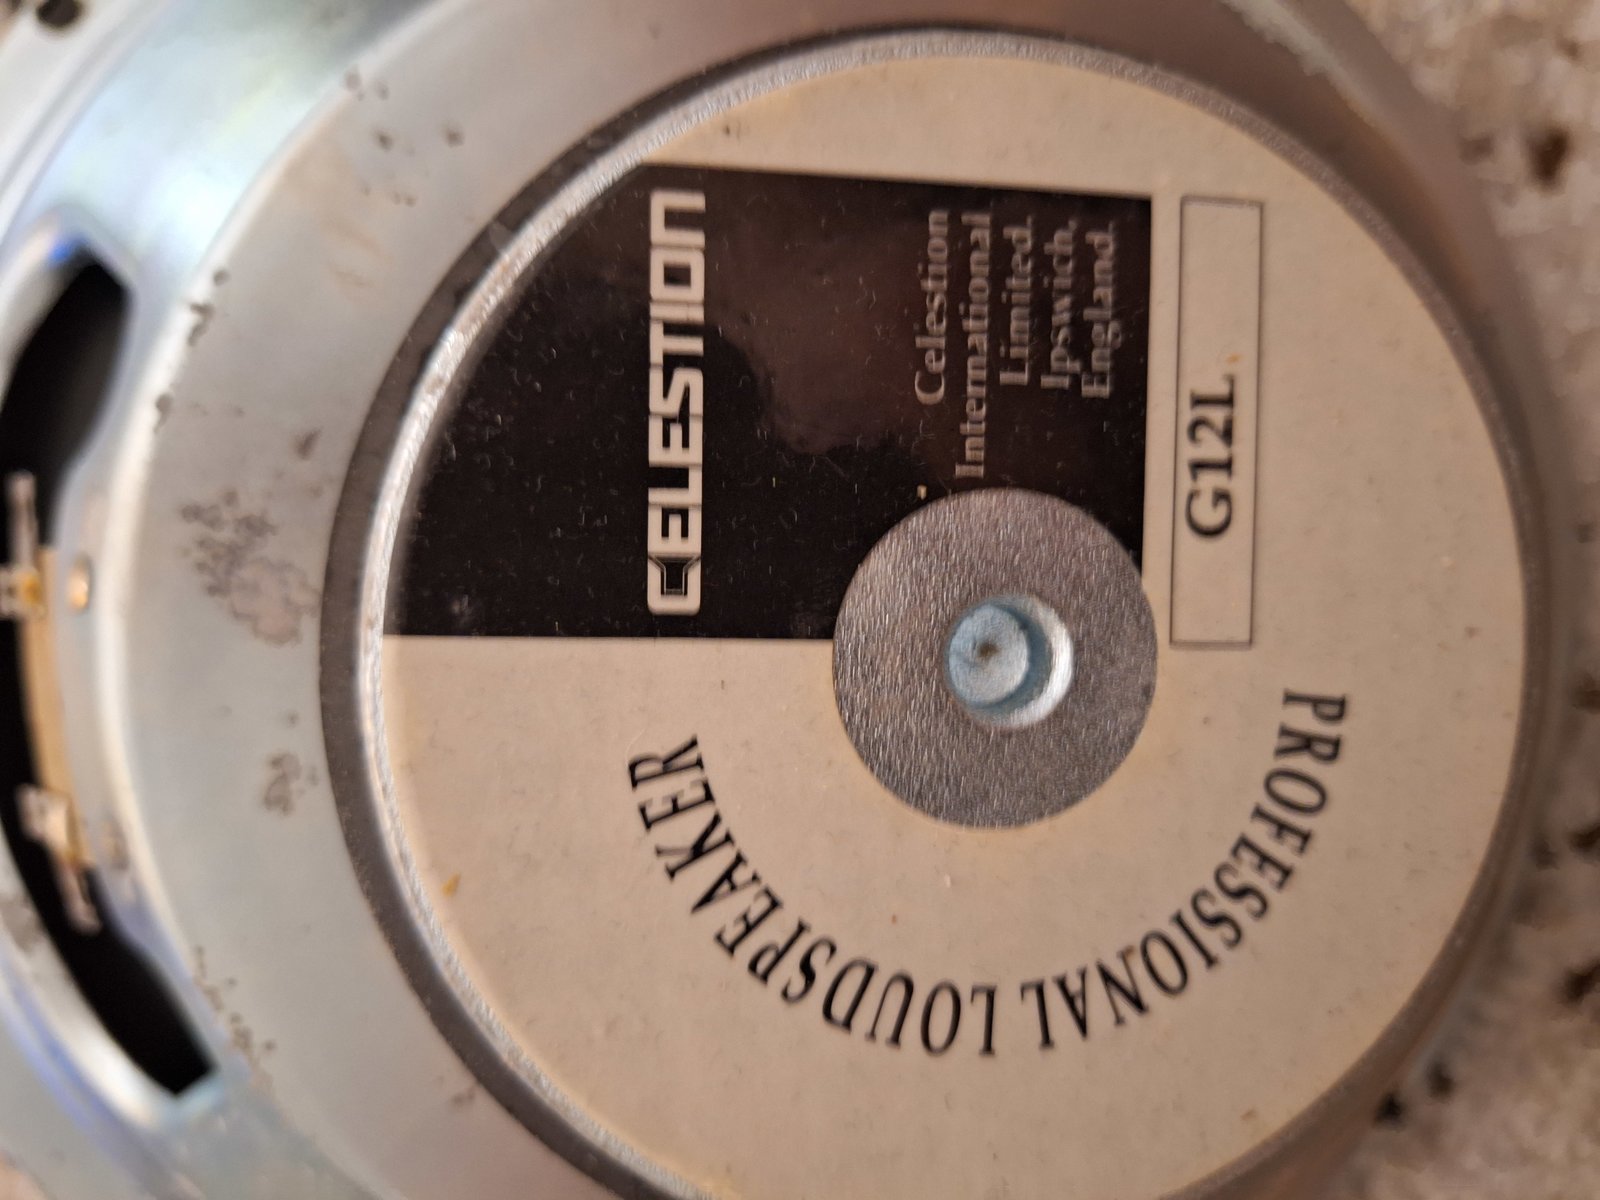 CELESTION
Celestion
International
Limited.
Ipswich.
England.
G12L
PROFESSIONAL LOUDSPEAKER